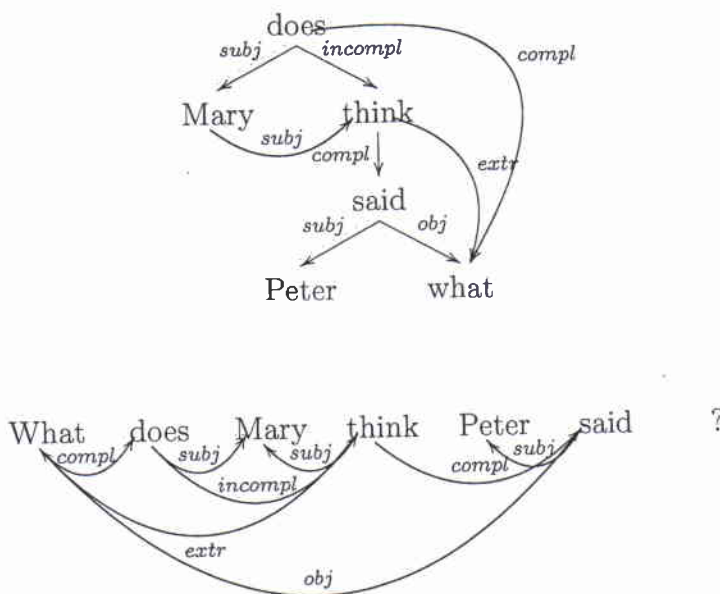 does
subj incompl compl
Mary think
subj compl extr
said
subj obj
Peter what
What does Mary think Peter said ?
compl subj subj compl subj
incompl
extr
obj